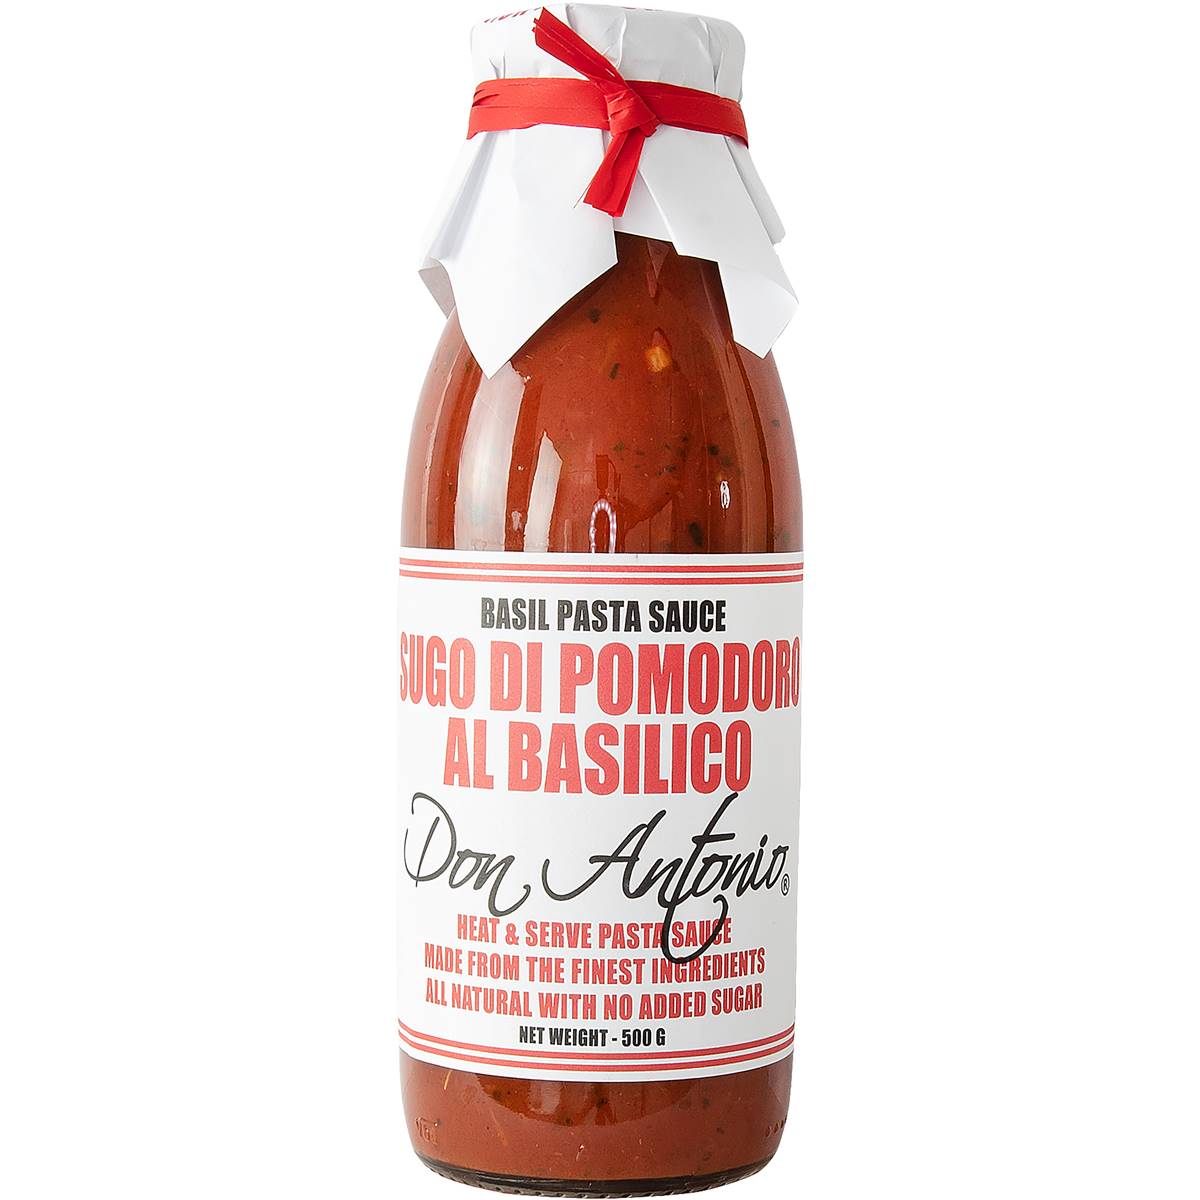 BASIL PASTA SAUCE
SUGO DI POMODORO
AL BASILICO
Don Antonio®
HEAT & SERVE PASTA SAUCE
MADE FROM THE FINEST INGREDIENTS
ALL NATURAL WITH NO ADDED SUGAR
NET WEIGHT - 500 G